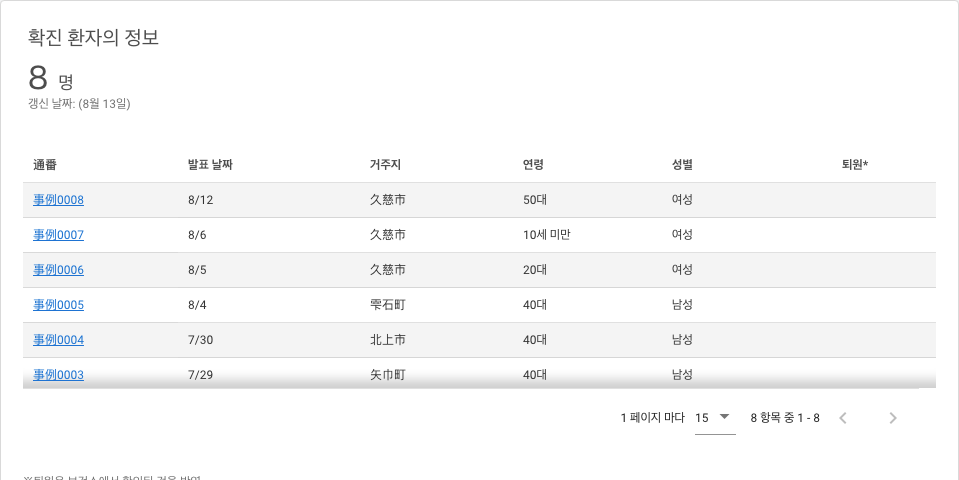 확진 환자의 정보
8 명
갱신 날짜: (8월 13일)
通番 발표 날짜 거주지 연령 성별 퇴원*
事例0008 8/12 久慈市 50대 여성
事例0007 8/6 久慈市 10세 미만 여성
事例0006 8/5 久慈市 20대 여성
事例0005 8/4 雫石町 40대 남성
事例0004 7/30 北上市 40대 남성
事例0003 7/29 矢巾町 40대 남성
1 페이지 마다 15 8 항목 중 1 - 8